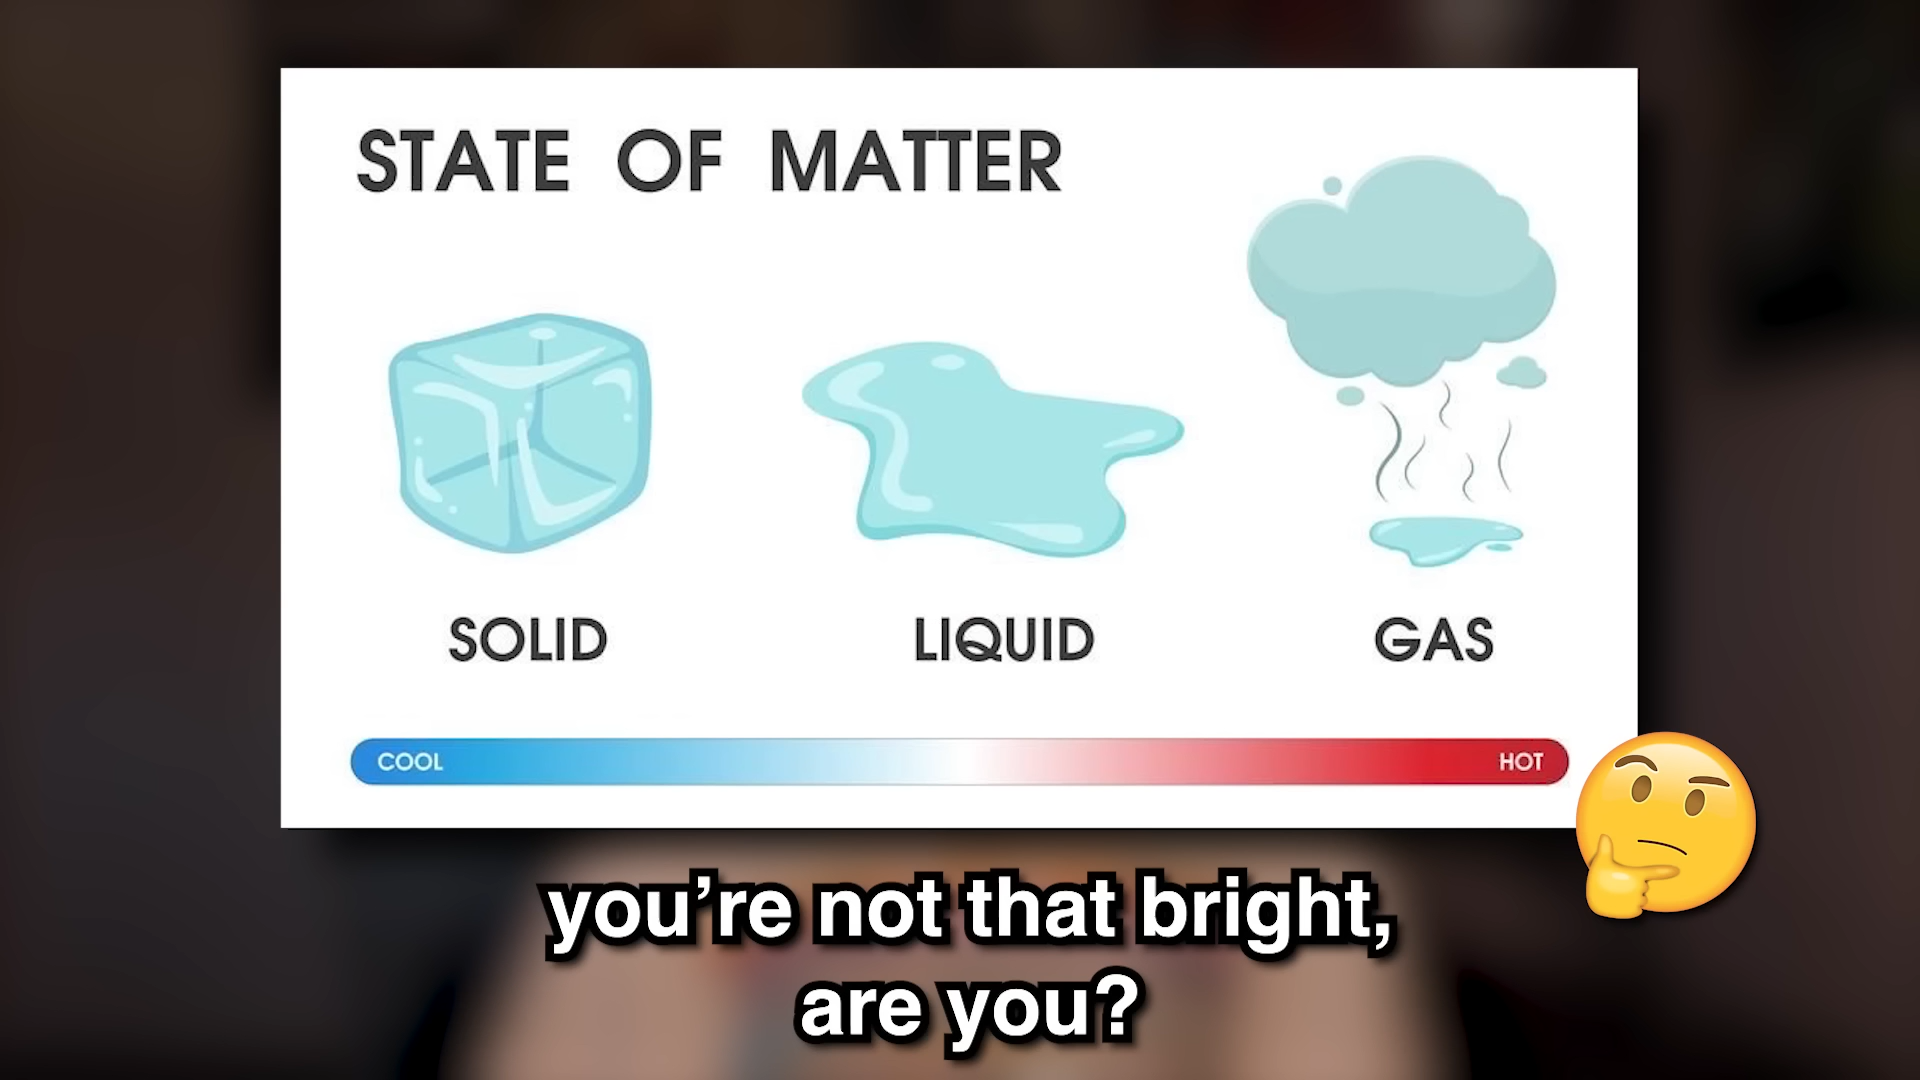 STATE OF MATTER
SOLID
LIQUID
GAS
COOL
HOT
you’re not that bright,
are you?